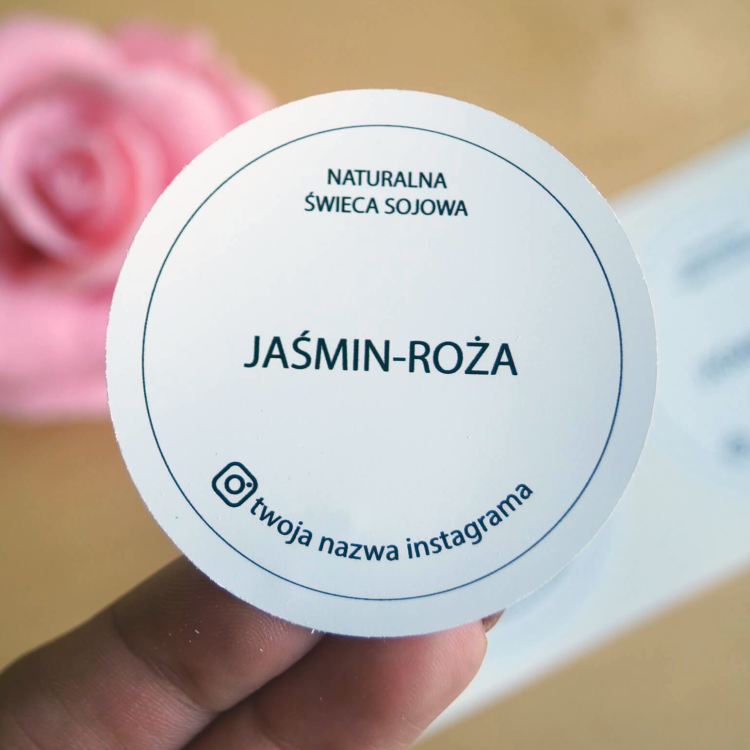 NATURALNA
ŚWIECA SOJOWA
JAŚMIN-ROŻA
twoja nazwa instagrama